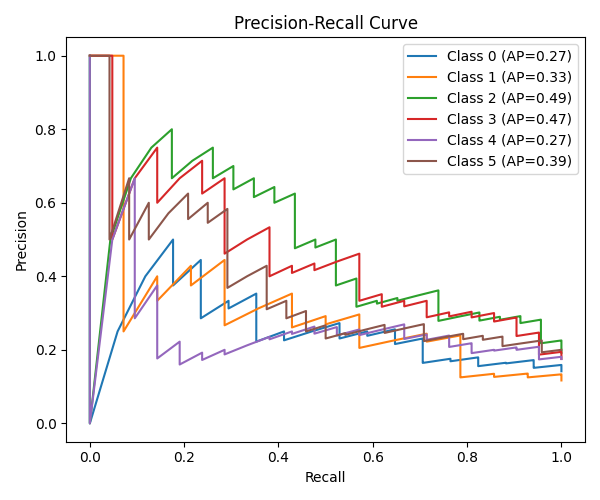 Precision-Recall Curve
Precision
1.0
0.8
0.6
0.4
0.2
0.0
Class 0 (AP=0.27)
Class 1 (AP=0.33)
Class 2 (AP=0.49)
Class 3 (AP=0.47)
Class 4 (AP=0.27)
Class 5 (AP=0.39)
0.0 0.2 0.4 0.6 0.8 1.0
Recall